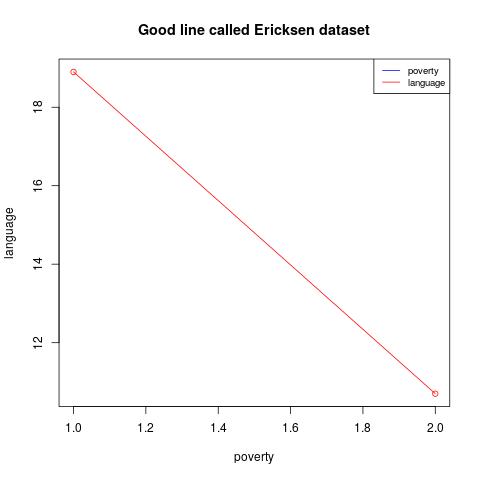 Good line called Ericksen dataset
poverty
language
language
18
16
14
12
1.0 1.2 1.4 1.6 1.8 2.0
poverty